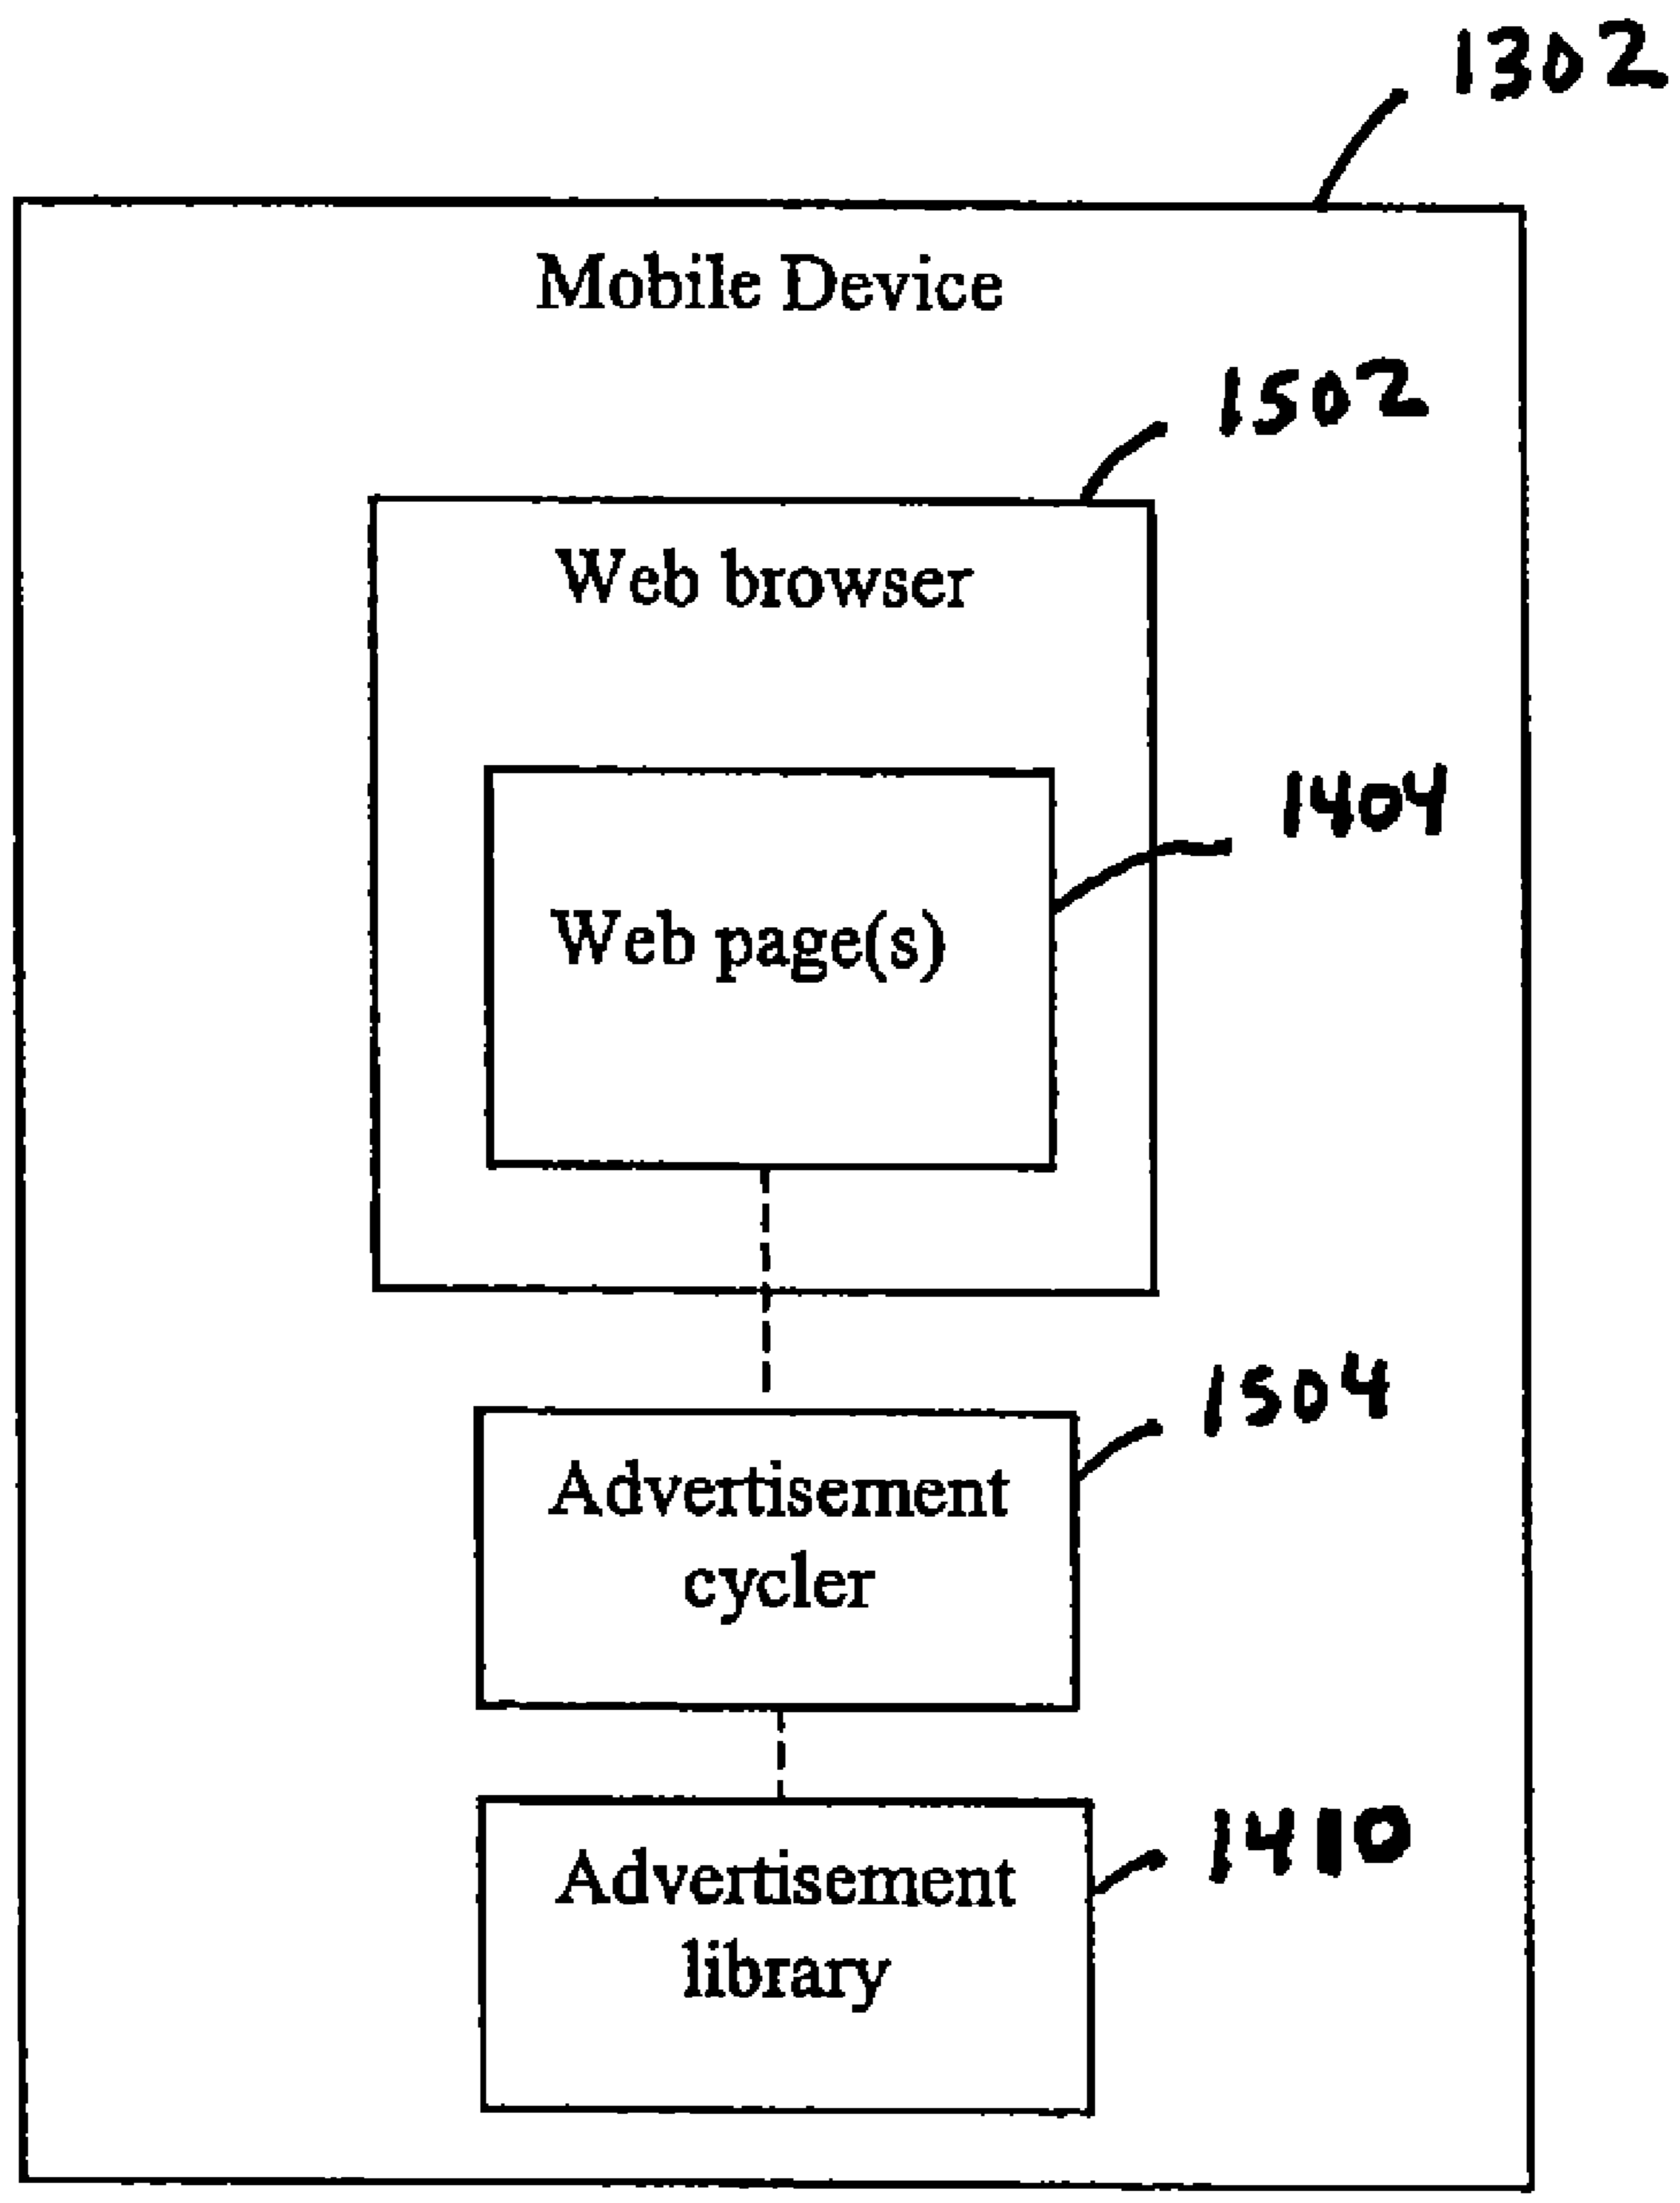 1302
Mobile Device
1502
Web browser
1404
Web page(s)
1504
Advertisement
cycler
1410
Advertisement
library